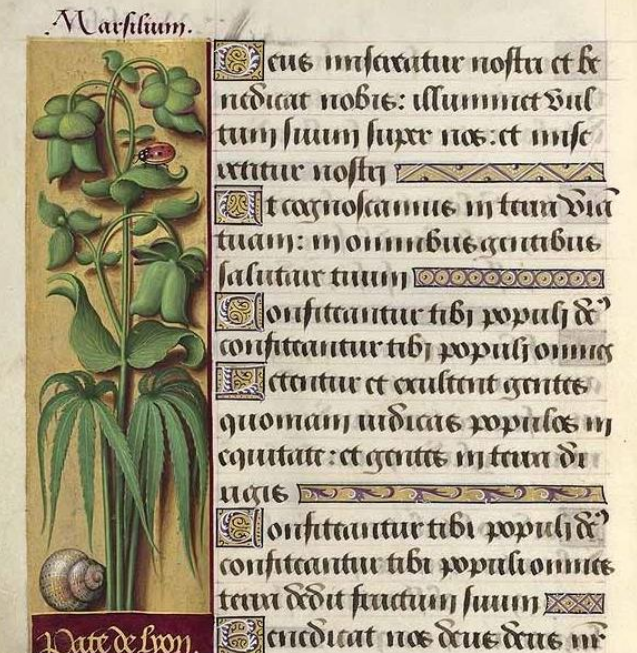 Marsilium.
Deus misereatur nostri et be
nedicat nobis: illuminet vul
tum suum super nos: et mise
reatur nostri
Ut cognoscamus in terra viā
tuam: in omnibus gentibus
salutare tuum
Confiteantur tibi populi de᾽
confiteantur tibi populi omnes
Letentur et exultent gentes
quoniam iudicas populos in
equitate: et gentes in terra di
rigis
Confiteantur tibi populi de᾽
confiteantur tibi populi omnes
terra dedit fructum suum
Benedicat nos deus deus nr̄
Pate de lyon.